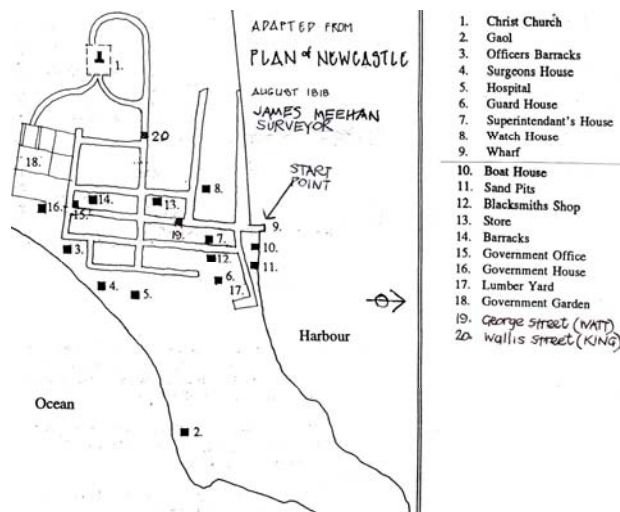 ADAPTED FROM
PLAN of NEWCASTLE
AUGUST 1818
JAMES MEEHAN
SURVEYOR
START
POINT
1.
20
18.
8.
14.
13.
16.
15.
19.
9.
7.
10.
3.
12.
11.
6.
17.
4.
5.
Harbour
Ocean
2.
1. Christ Church
2. Gaol
3. Officers Barracks
4. Surgeons House
5. Hospital
6. Guard House
7. Superintendant's House
8. Watch House
9. Wharf
10. Boat House
11. Sand Pits
12. Blacksmiths Shop
13. Store
14. Barracks
15. Government Office
16. Government House
17. Lumber Yard
18. Government Garden
19. George Street (WATT)
20. Wallis Street (KING)